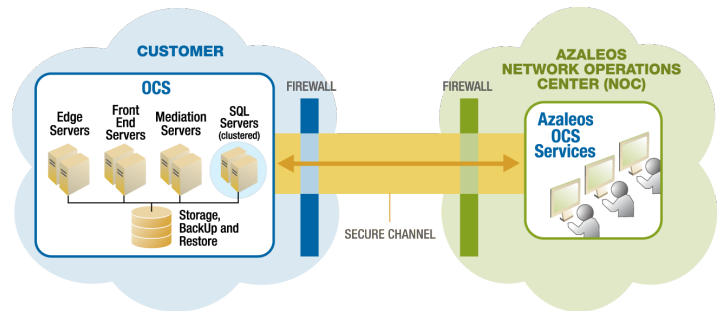 CUSTOMER
OCS
Edge
Servers
Front
End
Servers
Mediation
Servers
SQL
Servers
(clustered)
Storage,
BackUp and
Restore
FIREWALL
SECURE CHANNEL
FIREWALL
AZALEOS
NETWORK OPERATIONS
CENTER (NOC)
Azaleos
OCS
Services